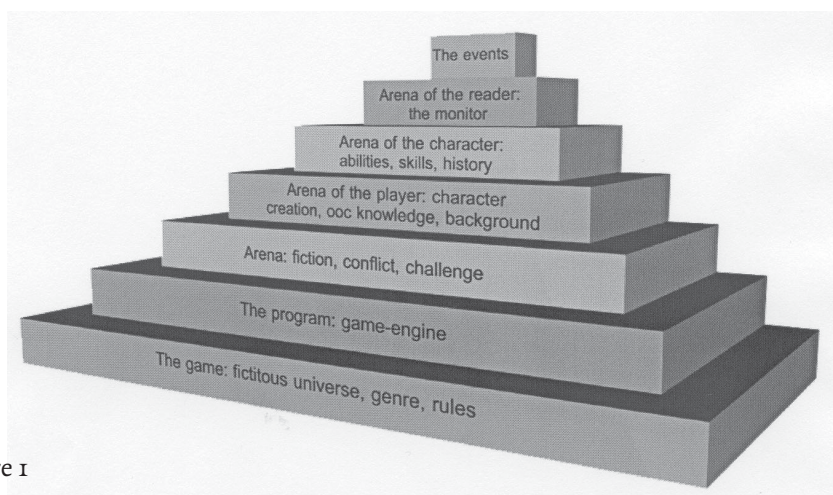 The events
Arena of the reader:
the monitor
Arena of the character:
abilities, skills, history
Arena of the player: character
creation, ooc knowledge, background
Arena: fiction, conflict, challenge
The program: game-engine
The game: fictitous universe, genre, rules
e 1